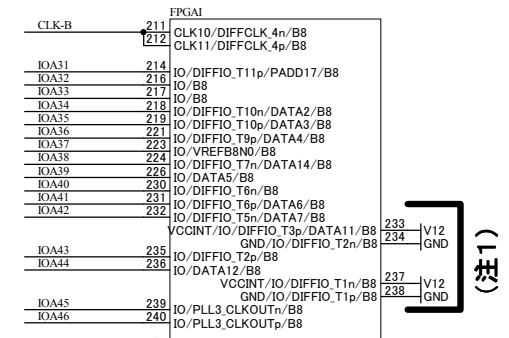 FPGAI
CLK-B 211 CLK10/DIFFCLK_4n/B8
212 CLK11/DIFFCLK_4p/B8
IOA31 214 IO/DIFFIO_T11p/PADD17/B8
IOA32 216 IO/B8
IOA33 217 IO/B8
IOA34 218 IO/DIFFIO_T10n/DATA2/B8
IOA35 219 IO/DIFFIO_T10p/DATA3/B8
IOA36 221 IO/DIFFIO_T9p/DATA4/B8
IOA37 223 IO/VREFB8N0/B8
IOA38 224 IO/DIFFIO_T7n/DATA14/B8
IOA39 226 IO/DATA5/B8
IOA40 230 IO/DIFFIO_T6n/B8
IOA41 231 IO/DIFFIO_T6p/DATA6/B8
IOA42 232 IO/DIFFIO_T5n/DATA7/B8
VCCINT/IO/DIFFIO_T3p/DATA11/B8 233 V12
GND/IO/DIFFIO_T2n/B8 234 GND
IOA43 235 IO/DIFFIO_T2p/B8
IOA44 236 IO/DATA12/B8
VCCINT/IO/DIFFIO_T1n/B8 237 V12
GND/IO/DIFFIO_T1p/B8 238 GND
IOA45 239 IO/PLL3_CLKOUTn/B8
IOA46 240 IO/PLL3_CLKOUTp/B8
(注1)